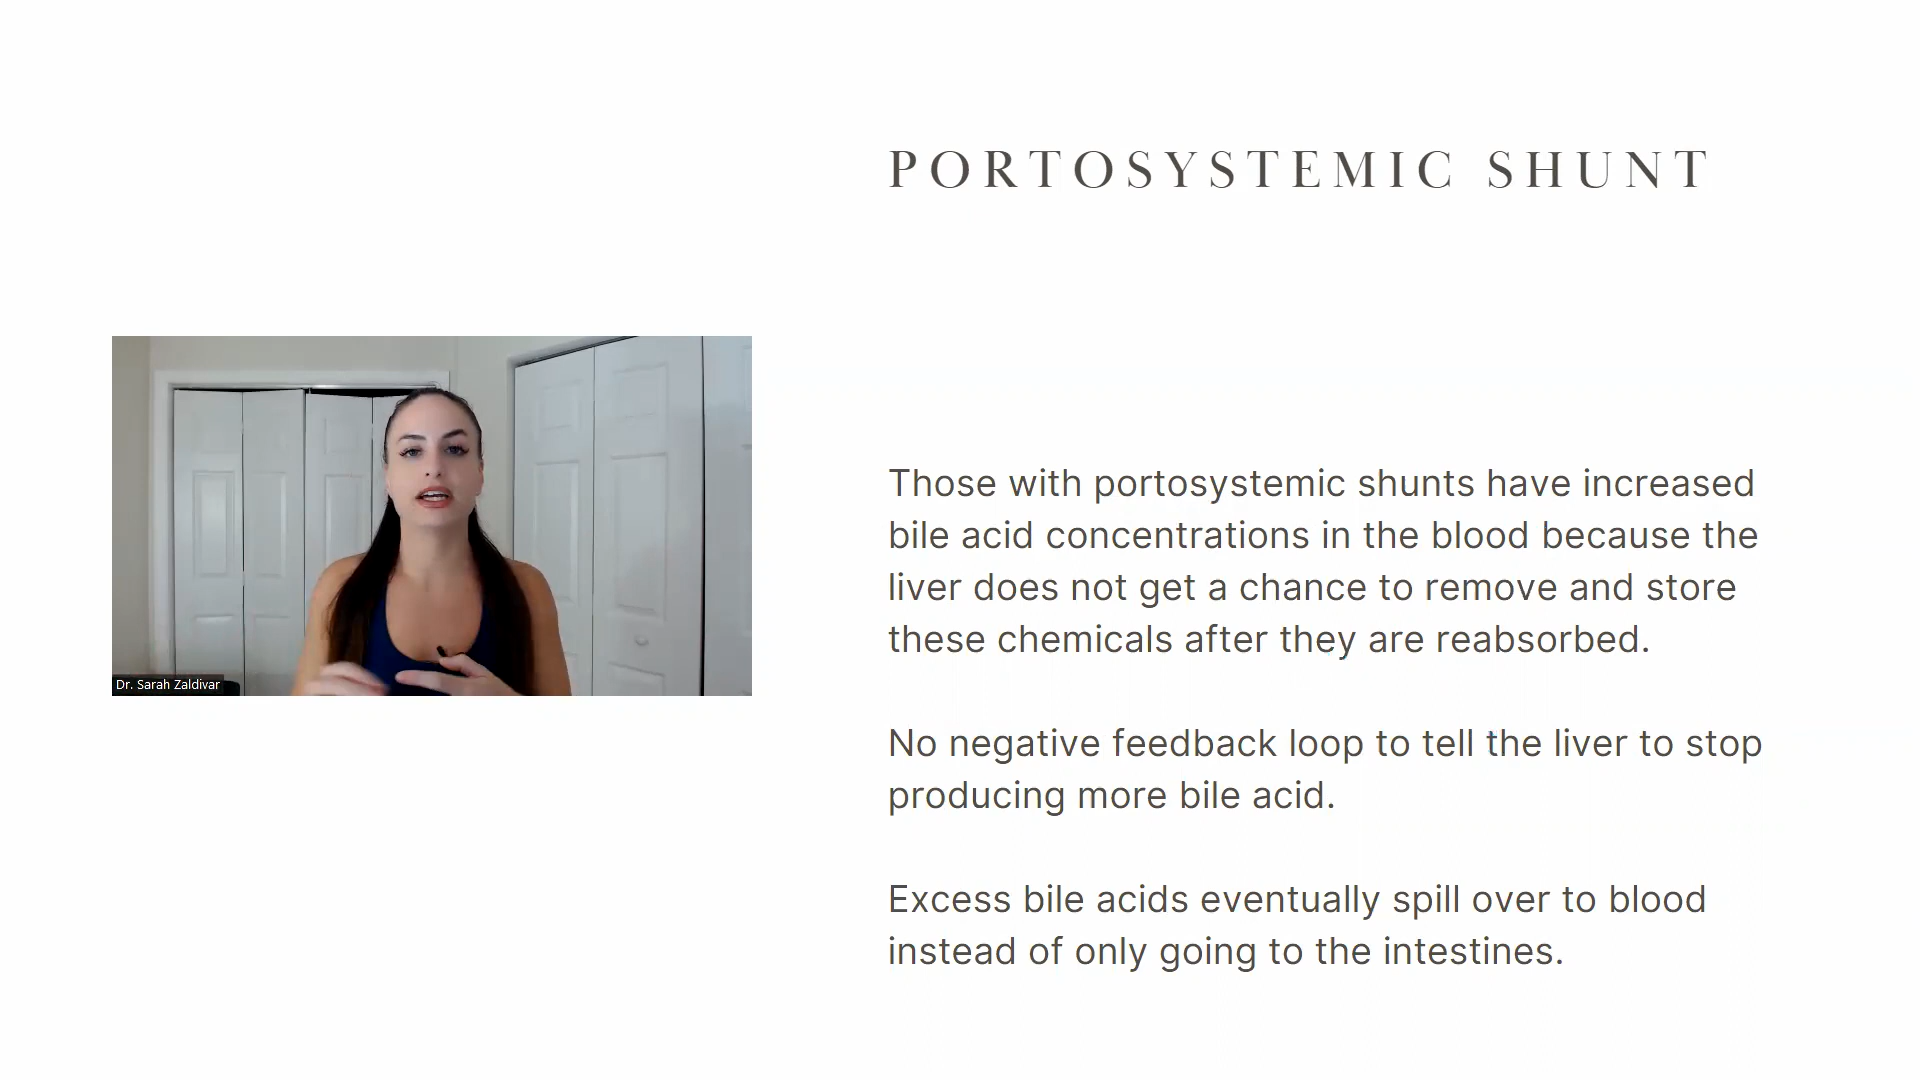 PORTOSYSTEMIC SHUNT
Those with portosystemic shunts have increased
bile acid concentrations in the blood because the
liver does not get a chance to remove and store
these chemicals after they are reabsorbed.
No negative feedback loop to tell the liver to stop
producing more bile acid.
Excess bile acids eventually spill over to blood
instead of only going to the intestines.
Dr. Sarah Zaldivar